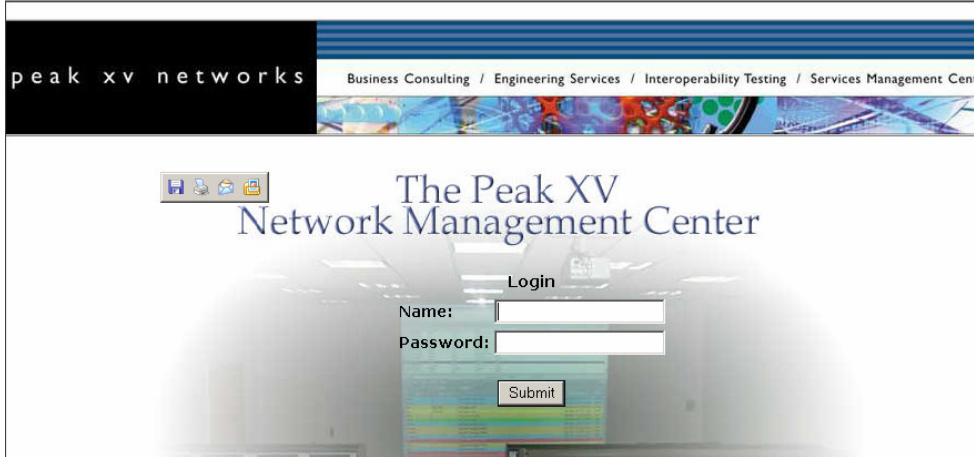 peak xv networks
Business Consulting / Engineering Services / Interoperability Testing / Services Management Cent
The Peak XV
Network Management Center
Login
Name:
Password:
Submit